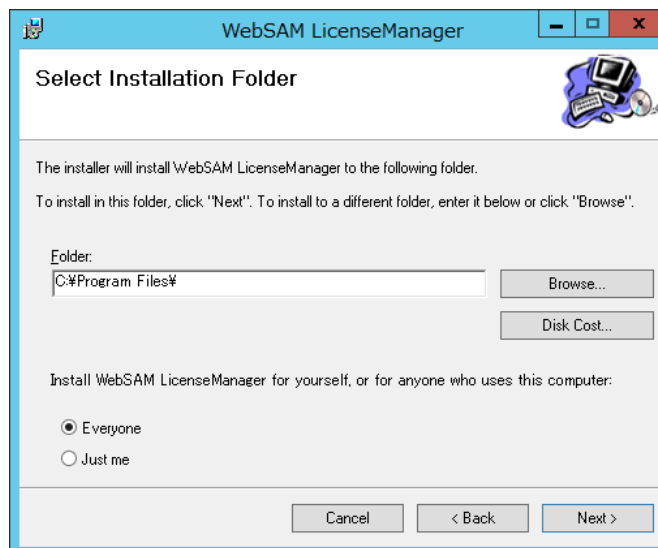 WebSAM LicenseManager
Select Installation Folder
The installer will install WebSAM LicenseManager to the following folder.
To install in this folder, click "Next". To install to a different folder, enter it below or click "Browse".
Folder:
C:¥Program Files¥
Browse...
Disk Cost...
Install WebSAM LicenseManager for yourself, or for anyone who uses this computer:
Everyone
Just me
Cancel
< Back
Next >